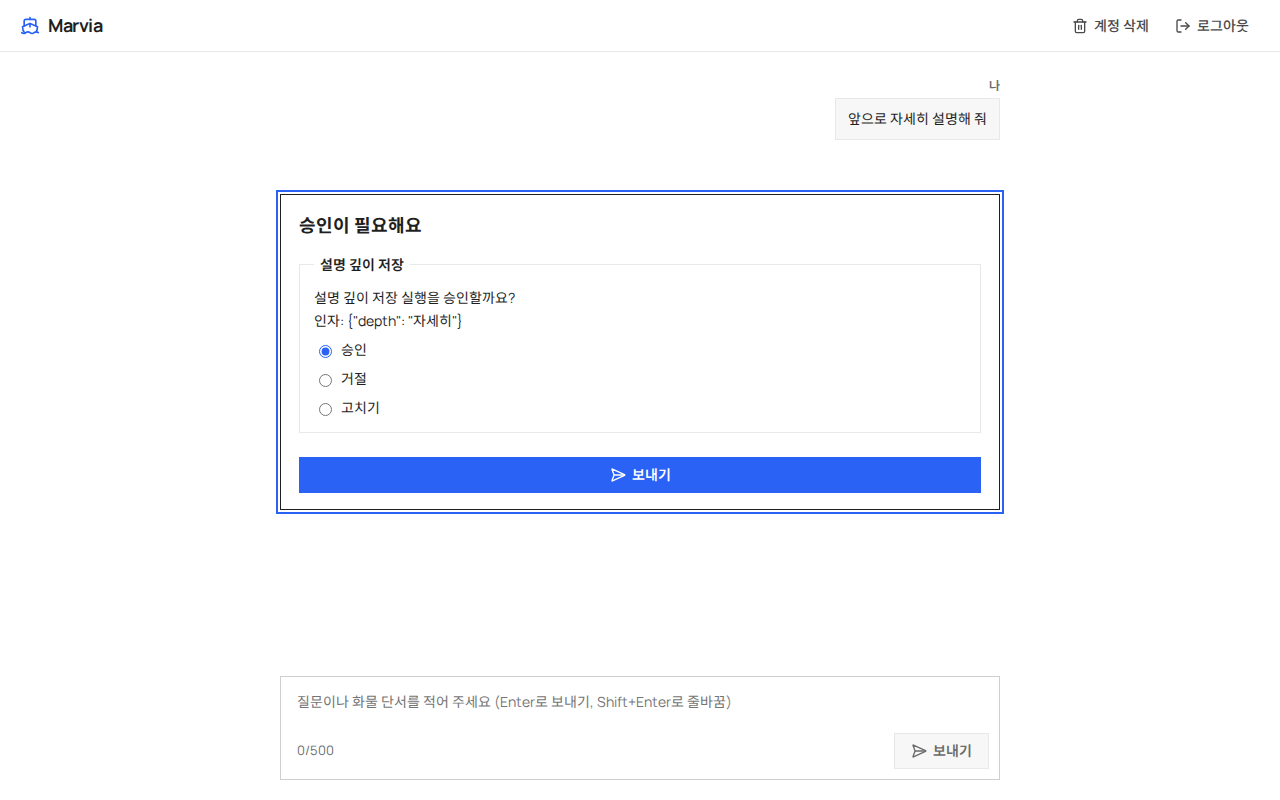 Marvia
계정 삭제
로그아웃
나
앞으로 자세히 설명해 줘
승인이 필요해요
설명 깊이 저장
설명 깊이 저장 실행을 승인할까요?
인자: {"depth": "자세히"}
승인
거절
고치기
보내기
질문이나 화물 단서를 적어 주세요 (Enter로 보내기, Shift+Enter로 줄바꿈)
0/500
보내기